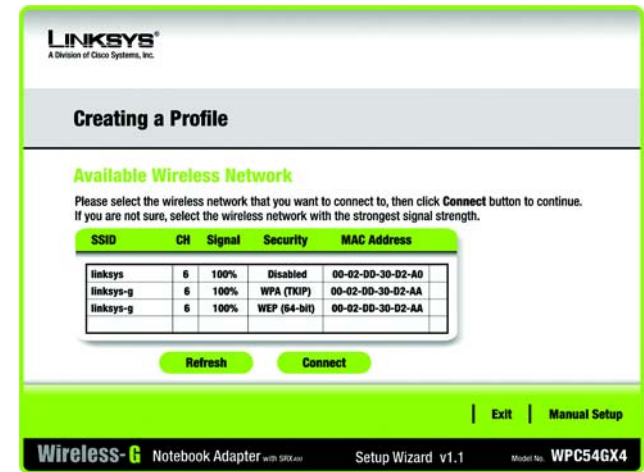 LINKSYS®
A Division of Cisco Systems, Inc.
Creating a Profile
Available Wireless Network
Please select the wireless network that you want to connect to, then click Connect button to continue.
If you are not sure, select the wireless network with the strongest signal strength.
SSID CH Signal Security MAC Address
linksys 6 100% Disabled 00-02-DD-30-D2-A0
linksys-g 6 100% WPA (TKIP) 00-02-DD-30-D2-AA
linksys-g 6 100% WEP (64-bit) 00-02-DD-30-D2-AA
Refresh Connect
Exit Manual Setup
Wireless-G Notebook Adapter with SRX400 Setup Wizard v1.1 Model No. WPC54GX4